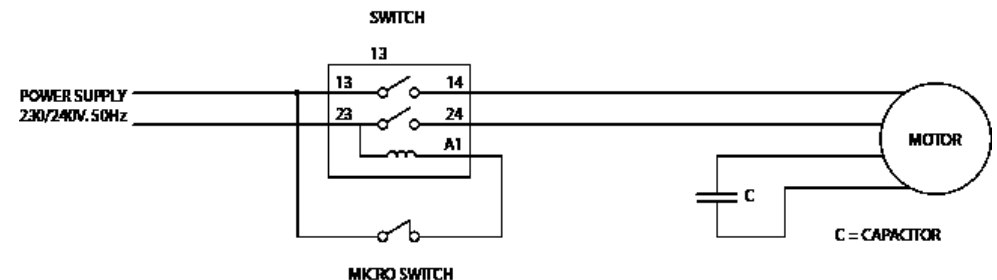 SWITCH
13
13 14
POWER SUPPLY
230/240V. 50Hz
23 24
A1
MOTOR
C
C = CAPACITOR
MICRO SWITCH